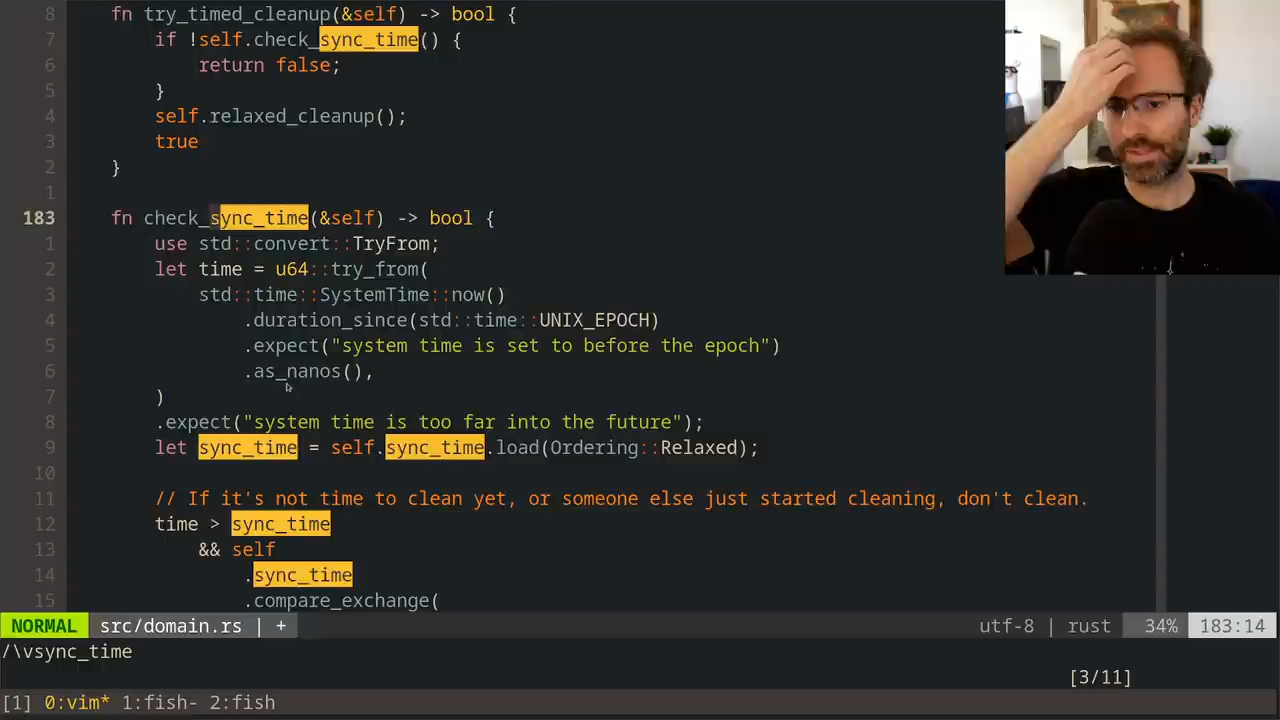 8 fn try_timed_cleanup(&self) -> bool {
7 if !self.check_sync_time() {
6 return false;
5 }
4 self.relaxed_cleanup();
3 true
2 }
1
183 fn check_sync_time(&self) -> bool {
1 use std::convert::TryFrom;
2 let time = u64::try_from(
3 std::time::SystemTime::now()
4 .duration_since(std::time::UNIX_EPOCH)
5 .expect("system time is set to before the epoch")
6 .as_nanos(),
7 )
8 .expect("system time is too far into the future");
9 let sync_time = self.sync_time.load(Ordering::Relaxed);
10
11 // If it's not time to clean yet, or someone else just started cleaning, don't clean.
12 time > sync_time
13 && self
14 .sync_time
15 .compare_exchange(
NORMAL src/domain.rs | + utf-8 | rust 34% 183:14
/\vsync_time
[3/11]
[1] 0:vim* 1:fish- 2:fish